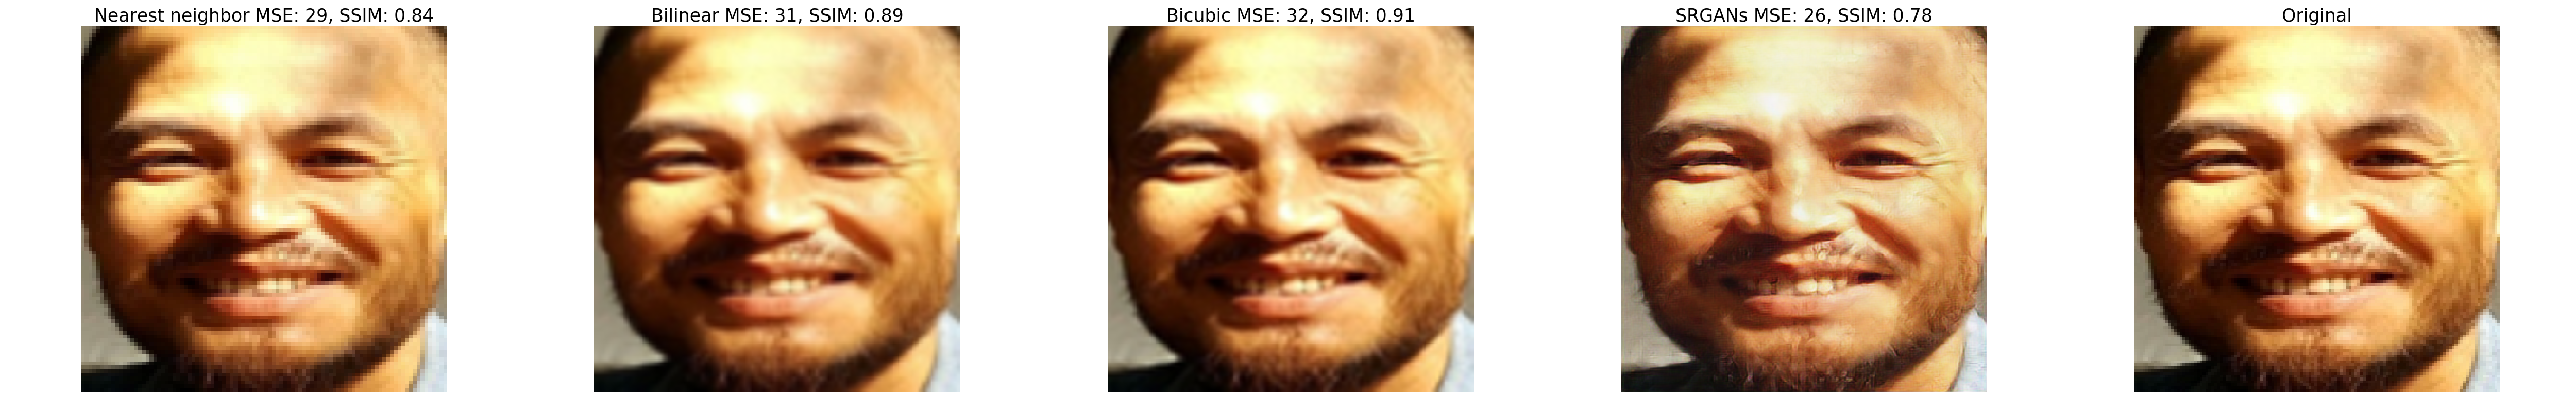 Nearest neighbor MSE: 29, SSIM: 0.84
Bilinear MSE: 31, SSIM: 0.89
Bicubic MSE: 32, SSIM: 0.91
SRGANs MSE: 26, SSIM: 0.78
Original